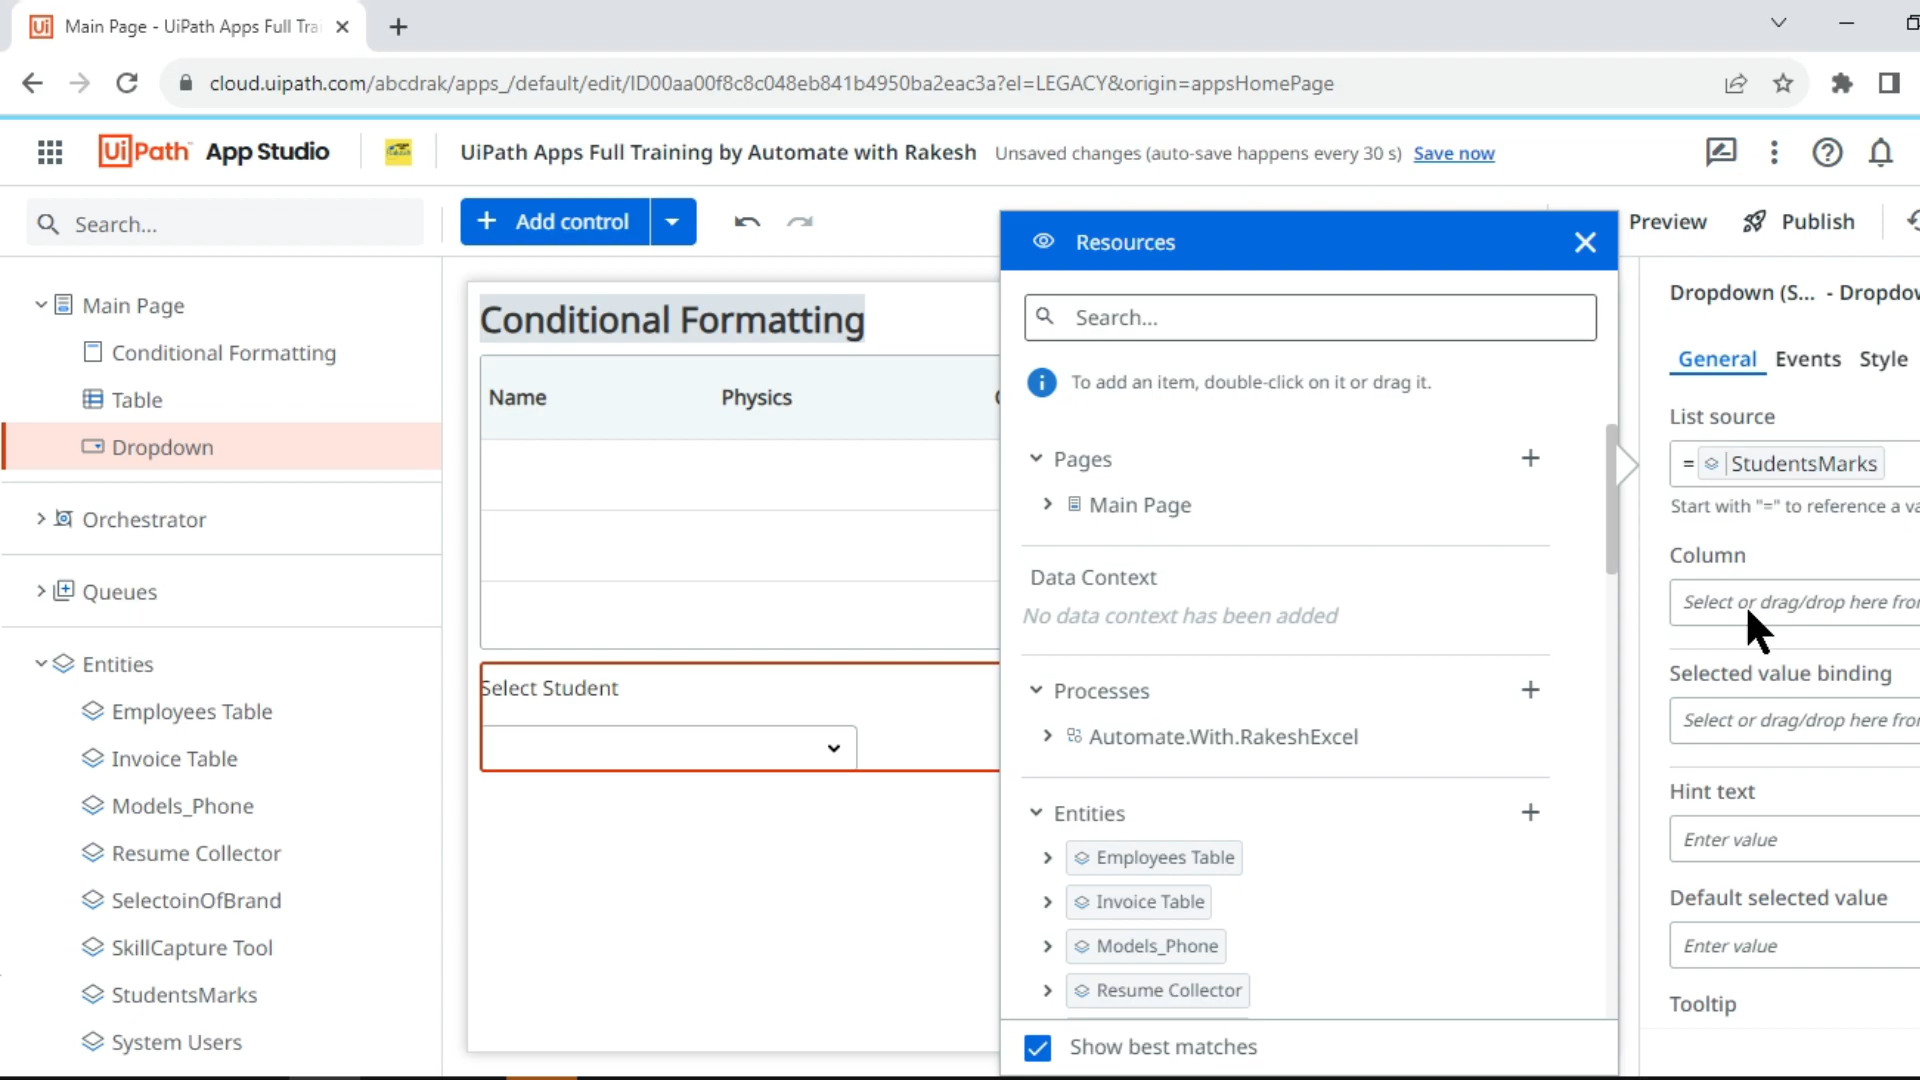 Main Page - UiPath Apps Full Trai
cloud.uipath.com/abcdrak/apps_/default/edit/ID00aa00f8c8c048eb841b4950ba2eac3a?el=LEGACY&origin=appsHomePage
UiPath App Studio
UiPath Apps Full Training by Automate with Rakesh
Unsaved changes (auto-save happens every 30 s) Save now
Search...
Add control
Preview
Publish
Main Page
Conditional Formatting
Table
Dropdown
Orchestrator
Queues
Entities
Employees Table
Invoice Table
Models_Phone
Resume Collector
SelectoinOfBrand
SkillCapture Tool
StudentsMarks
System Users
Conditional Formatting
Name Physics
Select Student
Resources
Search...
To add an item, double-click on it or drag it.
Pages
Main Page
Data Context
No data context has been added
Processes
Automate.With.RakeshExcel
Entities
Employees Table
Invoice Table
Models_Phone
Resume Collector
Show best matches
Dropdown (S... - Dropdow
General Events Style
List source
= StudentsMarks
Start with "=" to reference a va
Column
Select or drag/drop here fro
Selected value binding
Select or drag/drop here fro
Hint text
Enter value
Default selected value
Enter value
Tooltip